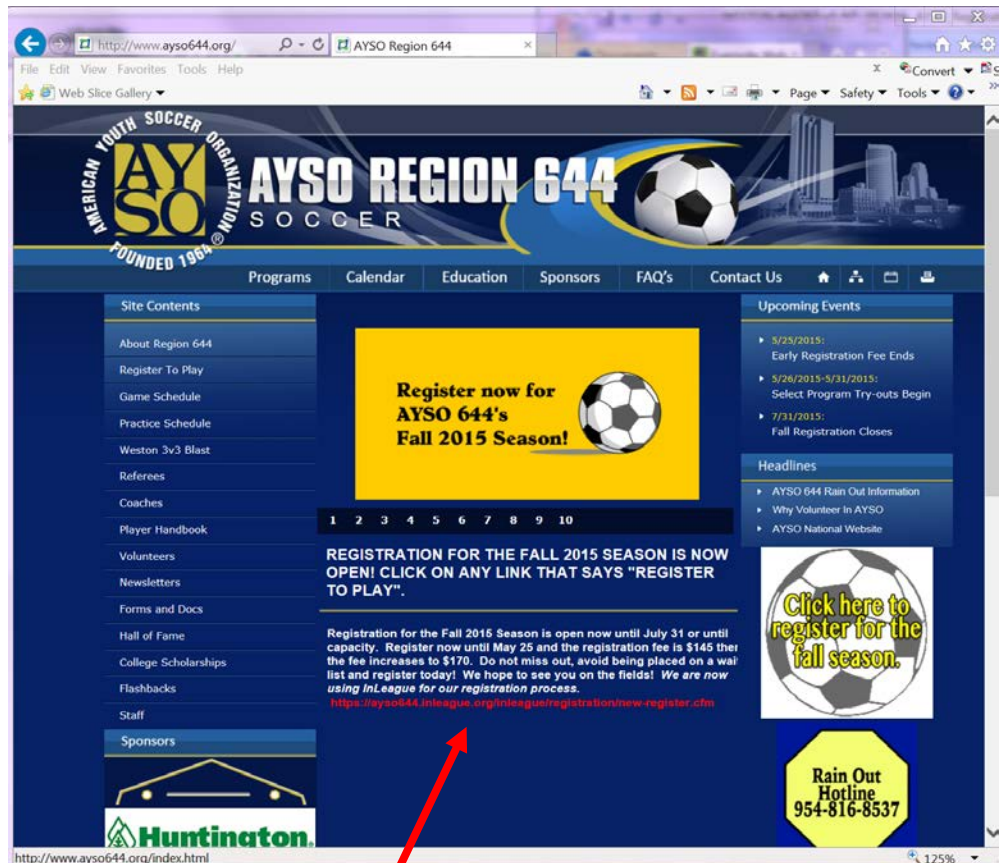 http://www.ayso644.org/
AYSO Region 644
File Edit View Favorites Tools Help
Convert
Web Slice Gallery
Page Safety Tools
AMERICAN YOUTH SOCCER ORGANIZATION
AY
SO
®
FOUNDED 1964
AYSO REGION 644
SOCCER
Programs Calendar Education Sponsors FAQ's Contact Us
Site Contents
About Region 644
Register To Play
Game Schedule
Practice Schedule
Weston 3v3 Blast
Referees
Coaches
Player Handbook
Volunteers
Newsletters
Forms and Docs
Hall of Fame
College Scholarships
Flashbacks
Staff
Sponsors
Huntington.
Register now for
AYSO 644's
Fall 2015 Season!
1 2 3 4 5 6 7 8 9 10
REGISTRATION FOR THE FALL 2015 SEASON IS NOW
OPEN! CLICK ON ANY LINK THAT SAYS "REGISTER
TO PLAY".
Registration for the Fall 2015 Season is open now until July 31 or until
capacity. Register now until May 25 and the registration fee is $145 then
the fee increases to $170. Do not miss out, avoid being placed on a wai
list and register today! We hope to see you on the fields! We are now
using InLeague for our registration process.
https://ayso644.inleague.org/inleague/registration/new-register.cfm
Upcoming Events
5/25/2015:
Early Registration Fee Ends
5/26/2015-5/31/2015:
Select Program Try-outs Begin
7/31/2015:
Fall Registration Closes
Headlines
AYSO 644 Rain Out Information
Why Volunteer In AYSO
AYSO National Website
Click here to
register for the
fall season.
Rain Out
Hotline
954-816-8537
http://www.ayso644.org/index.html
125%